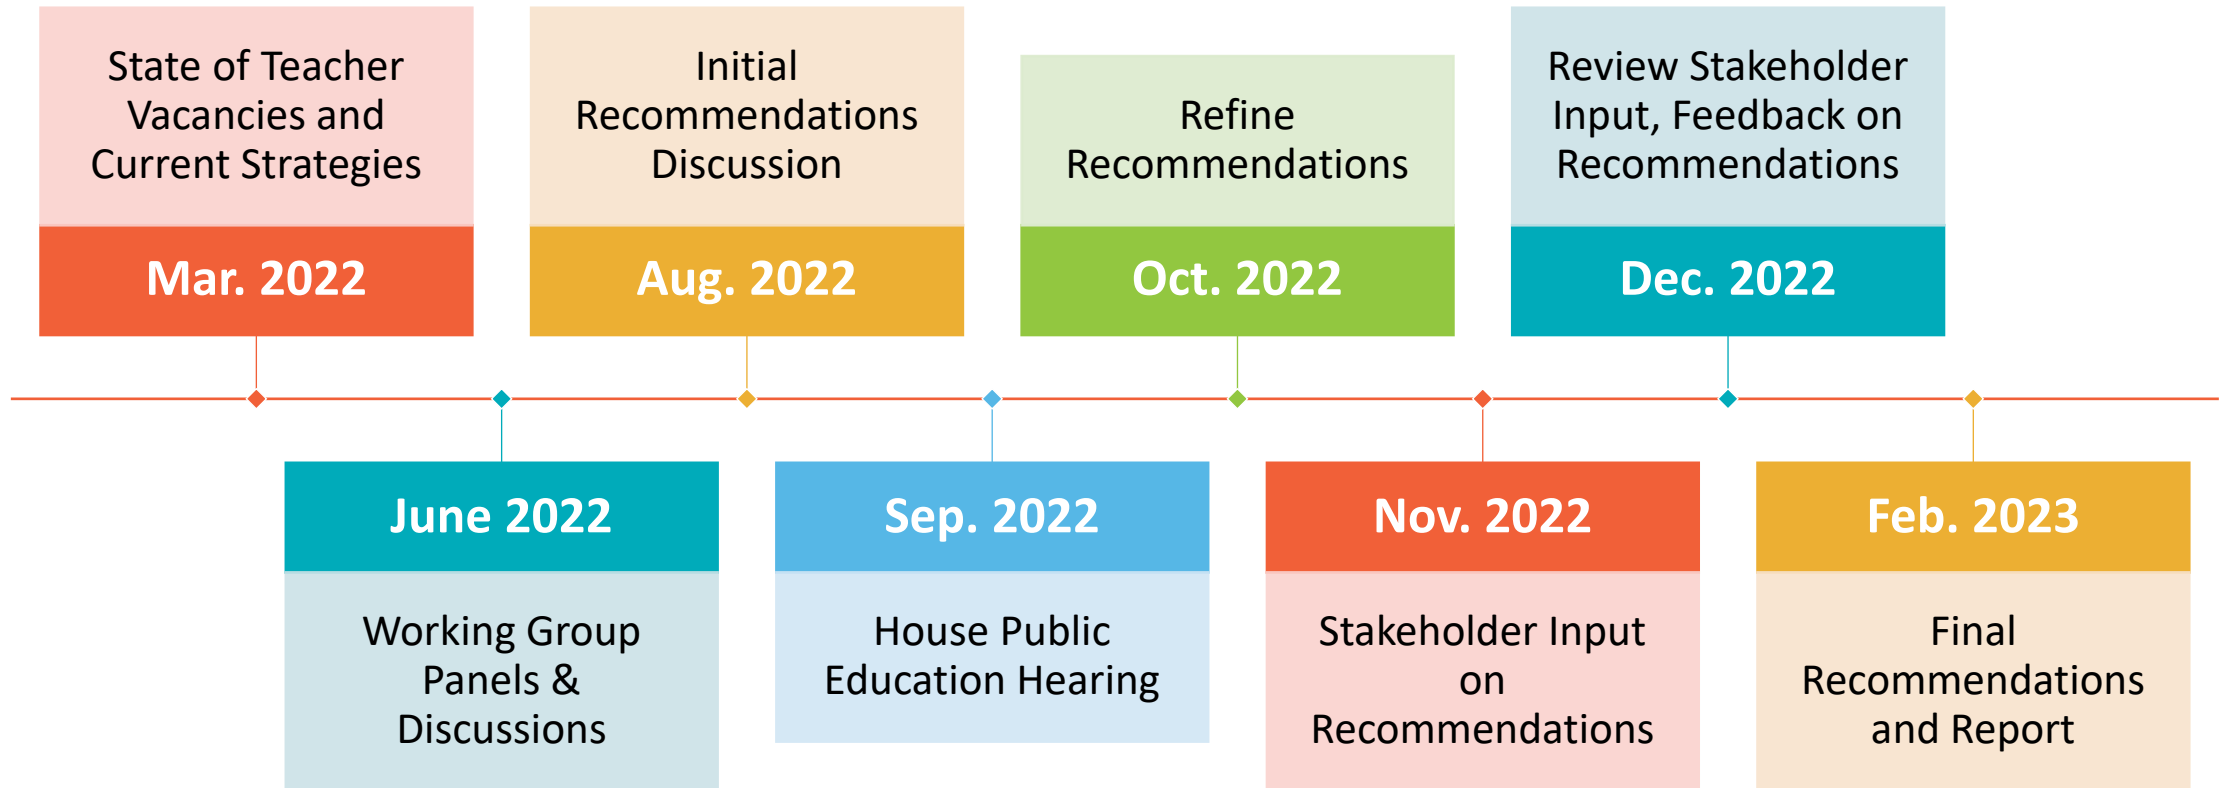 State of Teacher
Vacancies and
Current Strategies
Mar. 2022
June 2022
Working Group
Panels &
Discussions
Initial
Recommendations
Discussion
Aug. 2022
Sep. 2022
House Public
Education Hearing
Refine
Recommendations
Oct. 2022
Nov. 2022
Stakeholder Input
on
Recommendations
Review Stakeholder
Input, Feedback on
Recommendations
Dec. 2022
Feb. 2023
Final
Recommendations
and Report